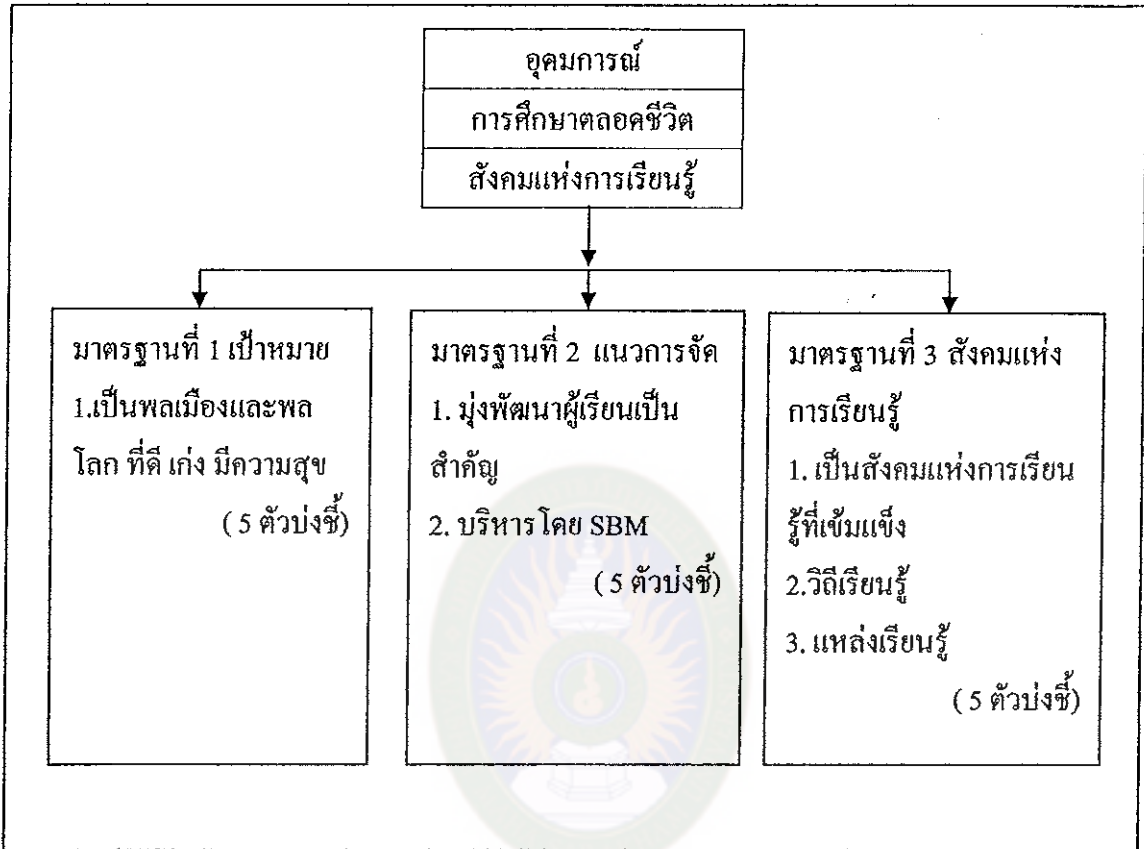 อุดมการณ์
การศึกษาตลอดชีวิต
สังคมแห่งการเรียนรู้
มาตรฐานที่ 1 เป้าหมาย
1.เป็นพลเมืองและพล
โลก ที่ดี เก่ง มีความสุข
( 5 ตัวบ่งชี้)
มาตรฐานที่ 2 แนวการจัด
1. มุ่งพัฒนาผู้เรียนเป็น
สำคัญ
2. บริหารโดย SBM
( 5 ตัวบ่งชี้)
มาตรฐานที่ 3 สังคมแห่ง
การเรียนรู้
1. เป็นสังคมแห่งการเรียน
รู้ที่เข้มแข็ง
2.วิถีเรียนรู้
3. แหล่งเรียนรู้
( 5 ตัวบ่งชี้)